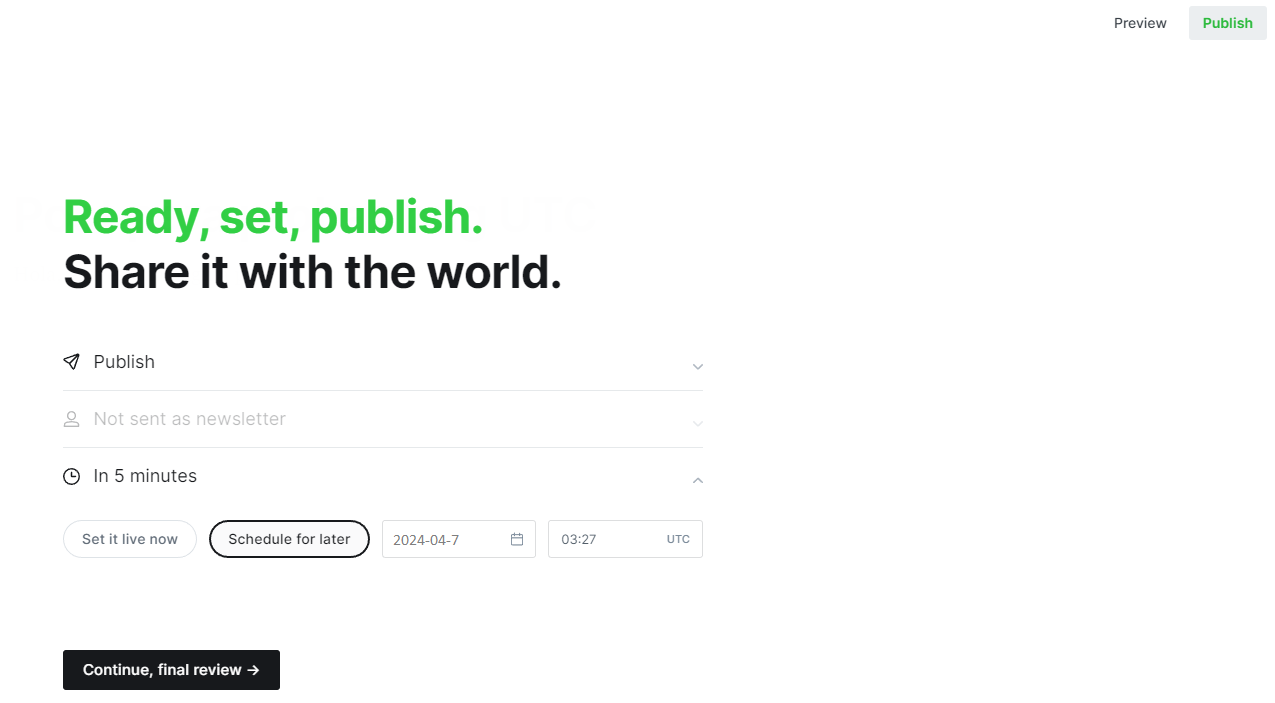 Preview
Publish
Ready, set, publish.
Share it with the world.
Publish
Not sent as newsletter
In 5 minutes
Set it live now
Schedule for later
2024-04-7
03:27
UTC
Continue, final review →